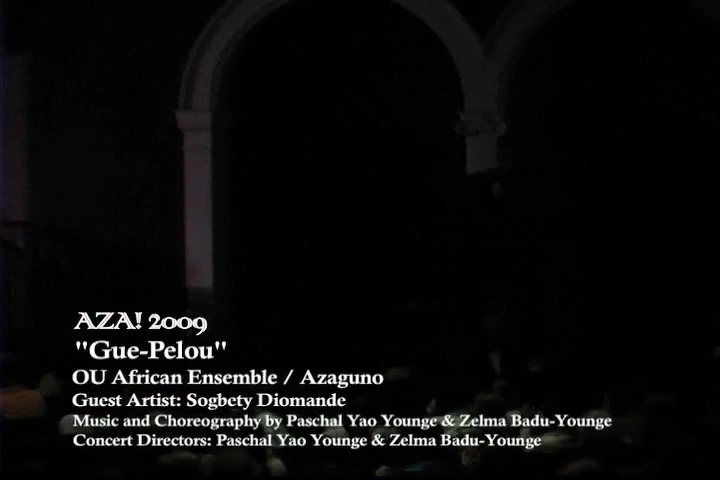 AZA! 2009
"Gue-Pelou"
OU African Ensemble / Azaguno
Guest Artist: Sogbety Diomande
Music and Choreography by Paschal Yao Younge & Zelma Badu-Younge
Concert Directors: Paschal Yao Younge & Zelma Badu-Younge